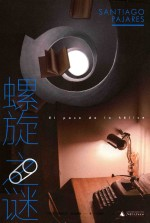 SANTIAGO
PAJARES
El paso de la hélice
螺旋之谜